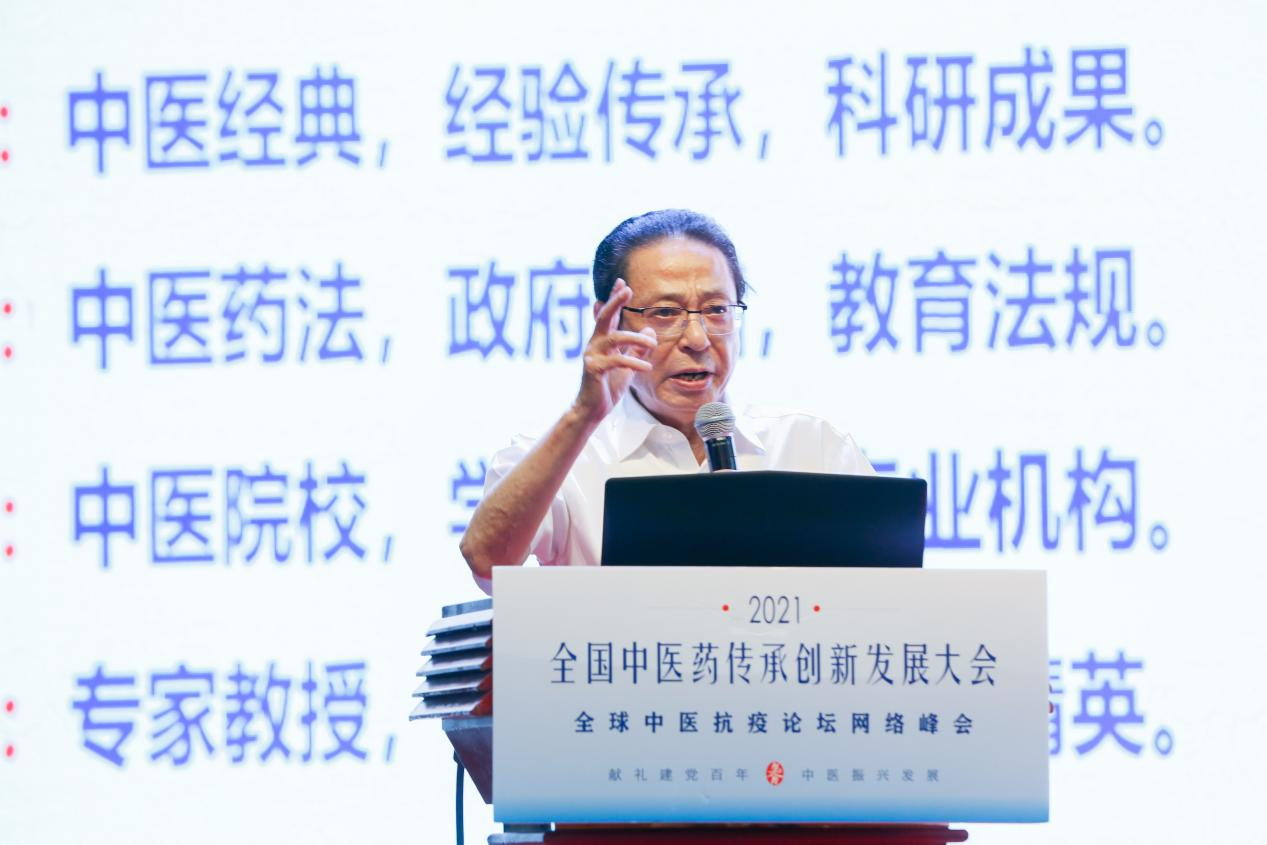 中医经典，经验传承，科研成果。
中医药法，政府 教育法规。
中医院校， 业机构。
专家教授， 精英。
2021
全国中医药传承创新发展大会
全球中医抗疫论坛网络峰会
献礼建党百年 中医振兴发展